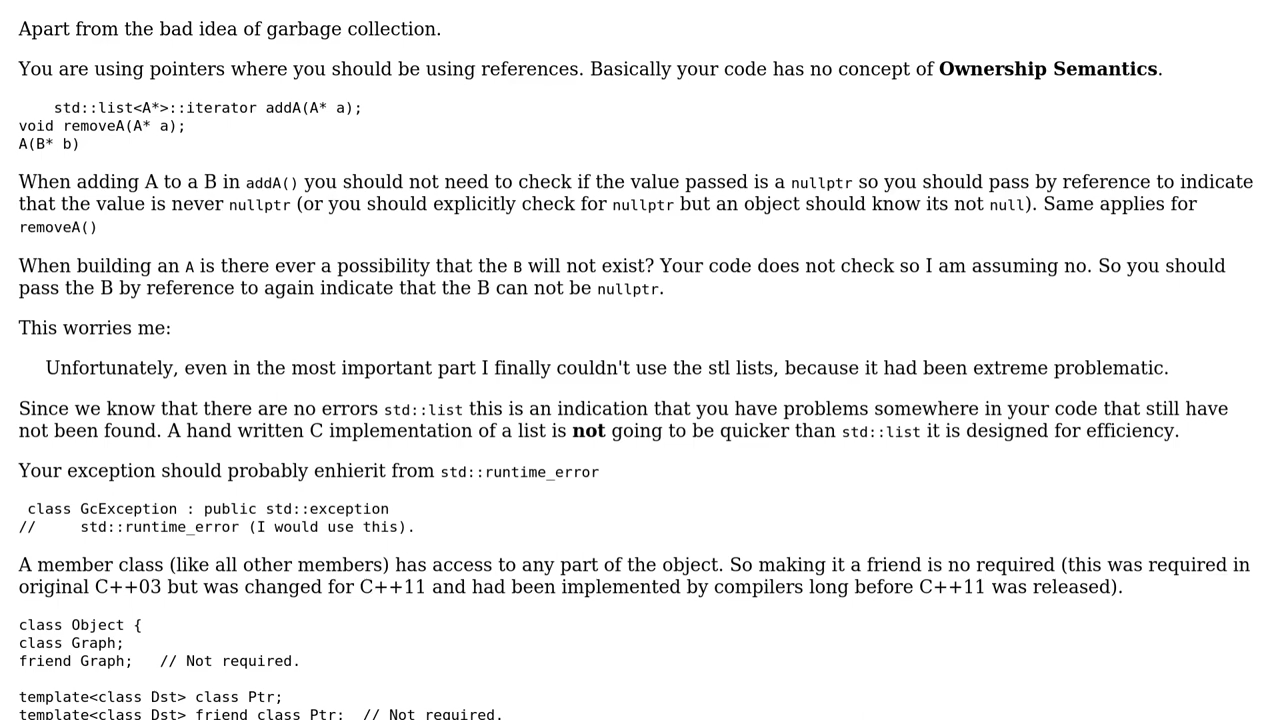 Apart from the bad idea of garbage collection.
You are using pointers where you should be using references. Basically your code has no concept of Ownership Semantics.
std::list<A*>::iterator addA(A* a);
void removeA(A* a);
A(B* b)
When adding A to a B in addA() you should not need to check if the value passed is a nullptr so you should pass by reference to indicate
that the value is never nullptr (or you should explicitly check for nullptr but an object should know its not null). Same applies for
removeA()
When building an A is there ever a possibility that the B will not exist? Your code does not check so I am assuming no. So you should
pass the B by reference to again indicate that the B can not be nullptr.
This worries me:
Unfortunately, even in the most important part I finally couldn't use the stl lists, because it had been extreme problematic.
Since we know that there are no errors std::list this is an indication that you have problems somewhere in your code that still have
not been found. A hand written C implementation of a list is not going to be quicker than std::list it is designed for efficiency.
Your exception should probably enhierit from std::runtime_error
class GcException : public std::exception
//     std::runtime_error (I would use this).
A member class (like all other members) has access to any part of the object. So making it a friend is no required (this was required in
original C++03 but was changed for C++11 and had been implemented by compilers long before C++11 was released).
class Object {
class Graph;
friend Graph;   // Not required.
template<class Dst> class Ptr;
template<class Dst> friend class Ptr;  // Not required.